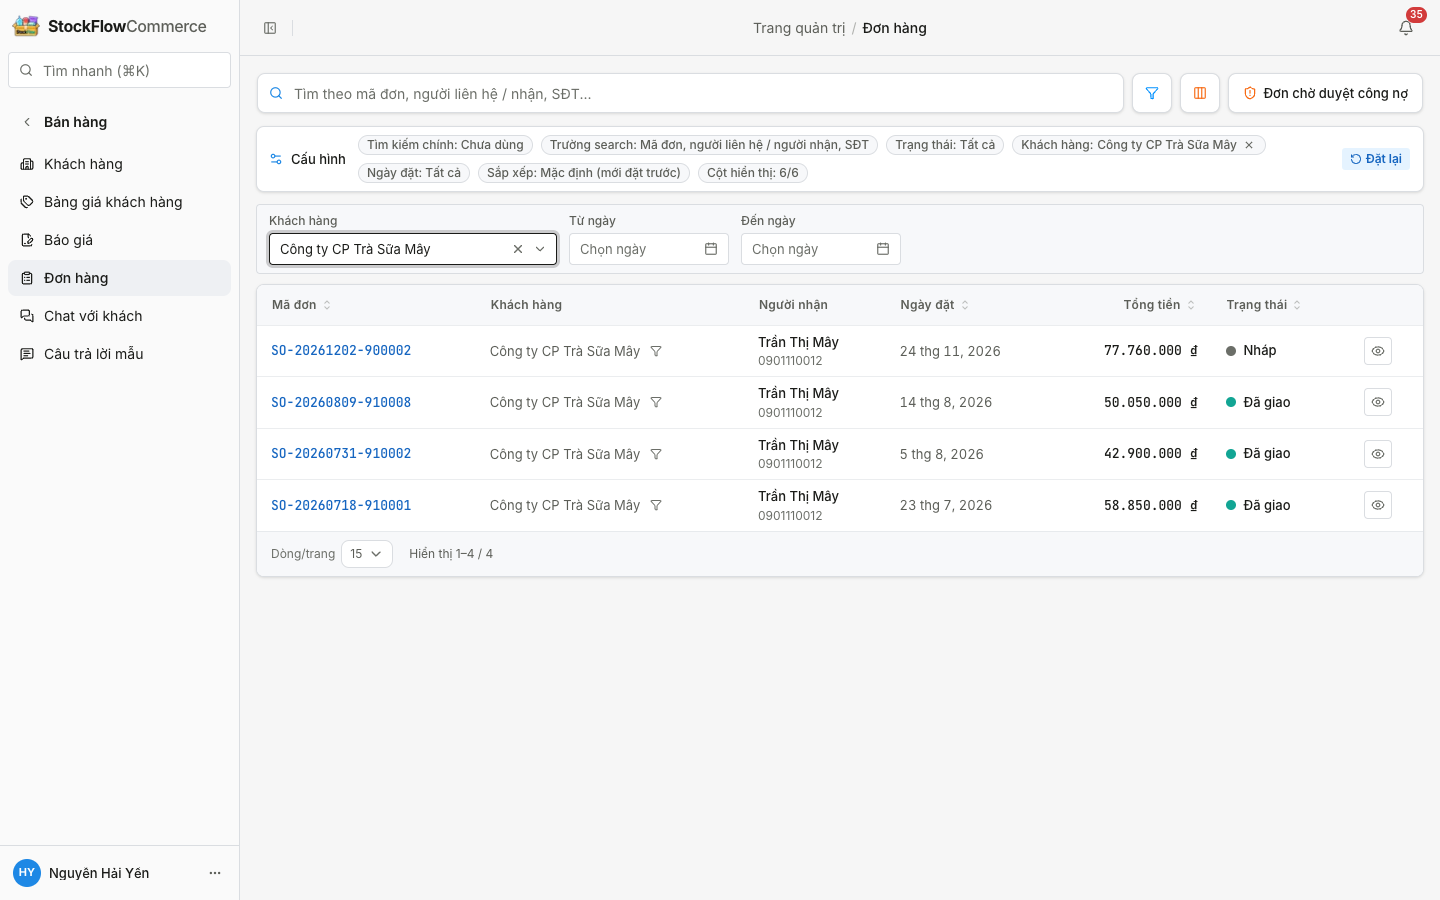 StockFlowCommerce
Tìm nhanh (⌘K)
Bán hàng
Khách hàng
Bảng giá khách hàng
Báo giá
Đơn hàng
Chat với khách
Câu trả lời mẫu
HY Nguyễn Hải Yến
Trang quản trị / Đơn hàng
35
Tìm theo mã đơn, người liên hệ / nhận, SĐT...
Đơn chờ duyệt công nợ
Cấu hình
Tìm kiếm chính: Chưa dùng
Trường search: Mã đơn, người liên hệ / người nhận, SĐT
Trạng thái: Tất cả
Khách hàng: Công ty CP Trà Sữa Mây
Ngày đặt: Tất cả
Sắp xếp: Mặc định (mới đặt trước)
Cột hiển thị: 6/6
Đặt lại
Khách hàng Từ ngày Đến ngày
Công ty CP Trà Sữa Mây Chọn ngày Chọn ngày
Mã đơn Khách hàng Người nhận Ngày đặt Tổng tiền Trạng thái
SO-20261202-900002 Công ty CP Trà Sữa Mây Trần Thị Mây 24 thg 11, 2026 77.760.000 ₫ Nháp
0901110012
SO-20260809-910008 Công ty CP Trà Sữa Mây Trần Thị Mây 14 thg 8, 2026 50.050.000 ₫ Đã giao
0901110012
SO-20260731-910002 Công ty CP Trà Sữa Mây Trần Thị Mây 5 thg 8, 2026 42.900.000 ₫ Đã giao
0901110012
SO-20260718-910001 Công ty CP Trà Sữa Mây Trần Thị Mây 23 thg 7, 2026 58.850.000 ₫ Đã giao
0901110012
Dòng/trang 15 Hiển thị 1–4 / 4